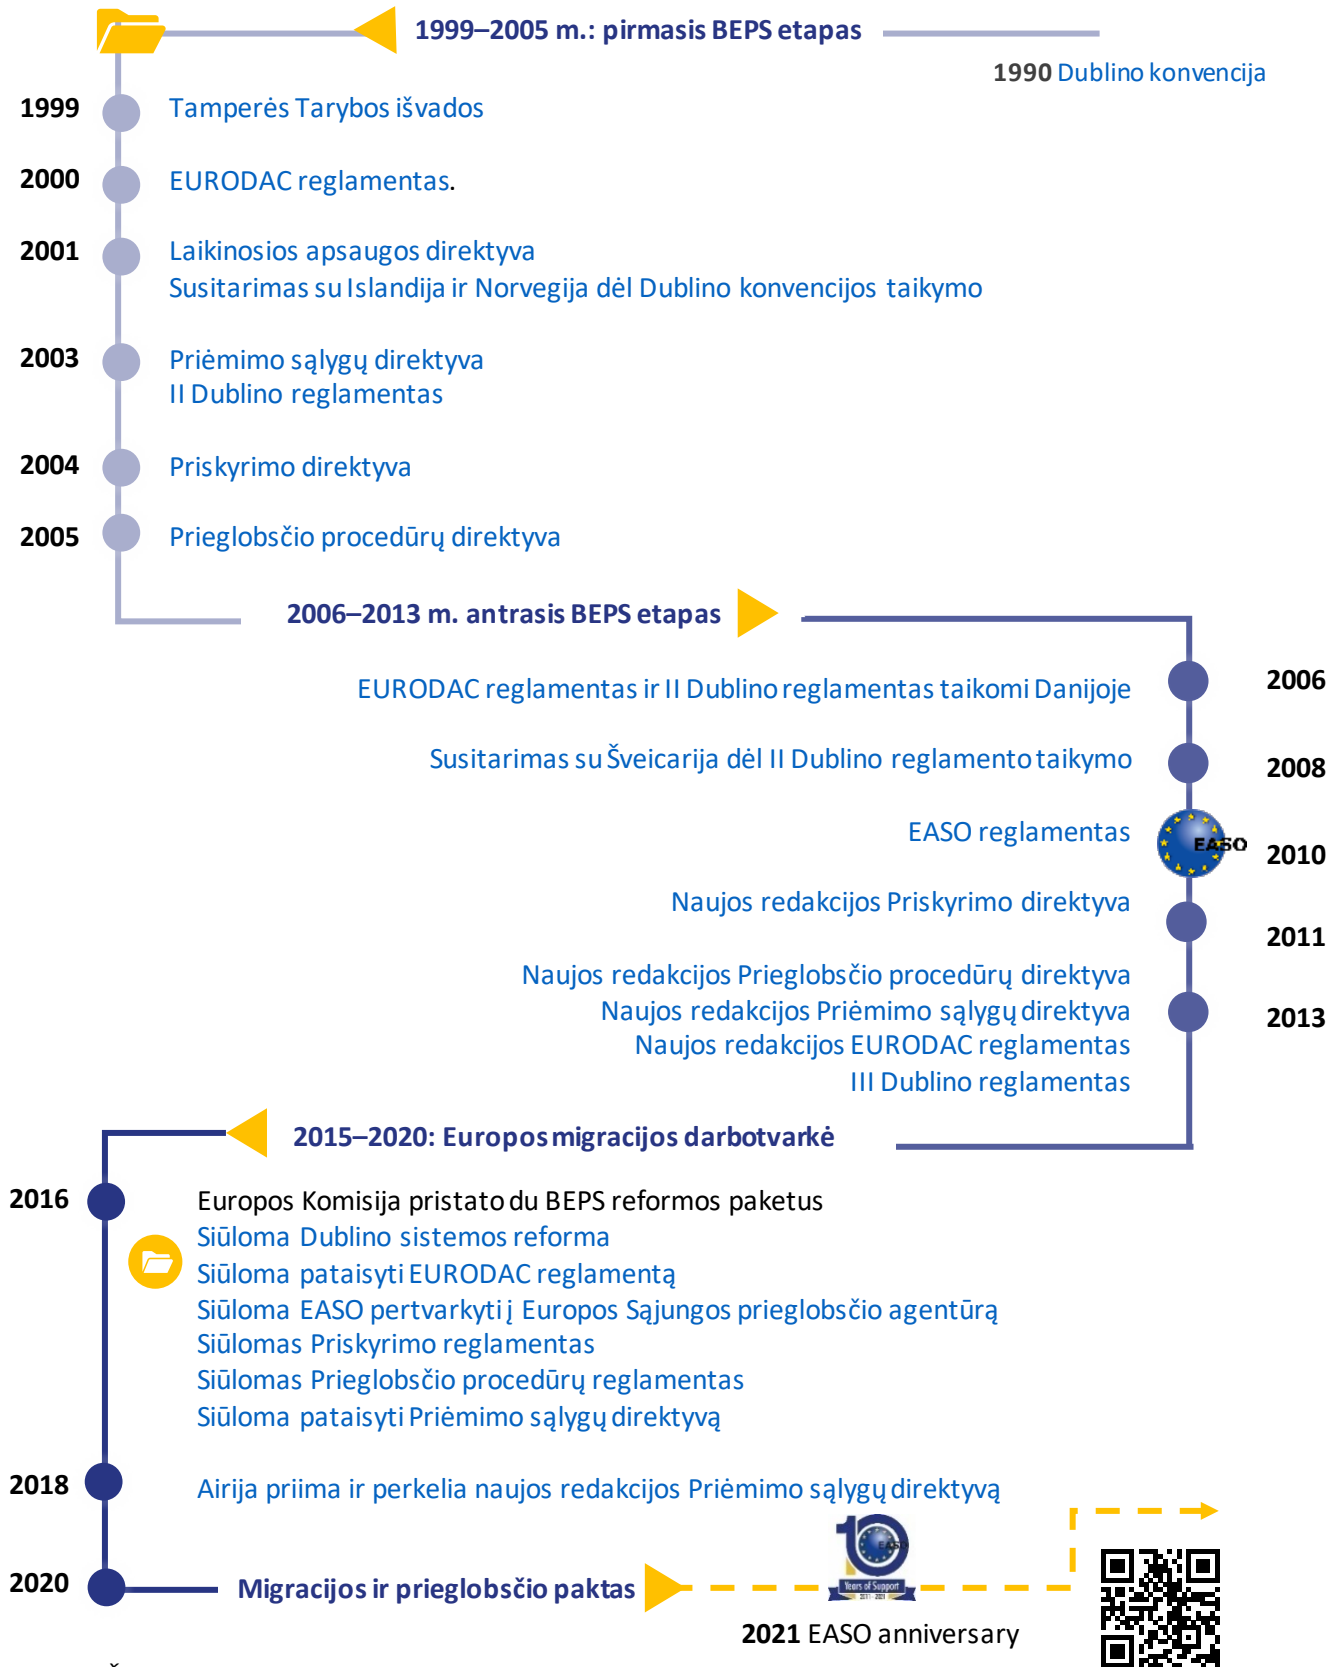 1999–2005 m.: pirmasis BEPS etapas
1990 Dublino konvencija
1999 Tamperės Tarybos išvados
2000 EURODAC reglamentas.
2001 Laikinosios apsaugos direktyva
Susitarimas su Islandija ir Norvegija dėl Dublino konvencijos taikymo
2003 Priėmimo sąlygų direktyva
II Dublino reglamentas
2004 Priskyrimo direktyva
2005 Prieglobsčio procedūrų direktyva
2006–2013 m. antrasis BEPS etapas
EURODAC reglamentas ir II Dublino reglamentas taikomi Danijoje 2006
Susitarimas su Šveicarija dėl II Dublino reglamento taikymo 2008
EASO reglamentas EASO 2010
Naujos redakcijos Priskyrimo direktyva 2011
Naujos redakcijos Prieglobsčio procedūrų direktyva
Naujos redakcijos Priėmimo sąlygų direktyva 2013
Naujos redakcijos EURODAC reglamentas
III Dublino reglamentas
2015–2020: Europos migracijos darbotvarkė
2016 Europos Komisija pristato du BEPS reformos paketus
Siūloma Dublino sistemos reforma
Siūloma pataisyti EURODAC reglamentą
Siūloma EASO pertvarkyti į Europos Sąjungos prieglobsčio agentūrą
Siūlomas Priskyrimo reglamentas
Siūlomas Prieglobsčio procedūrų reglamentas
Siūloma pataisyti Priėmimo sąlygų direktyvą
2018 Airija priima ir perkelia naujos redakcijos Priėmimo sąlygų direktyvą
10 EASO
Years of Support
2011 - 2021
2020 Migracijos ir prieglobsčio paktas
2021 EASO anniversary